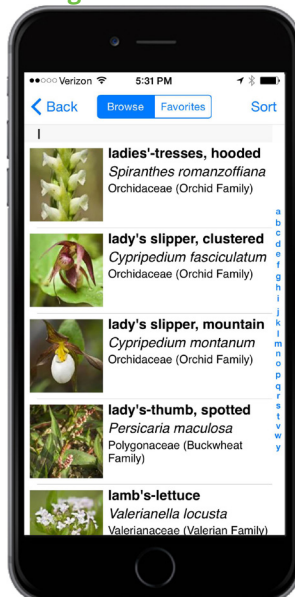 Verizon 5:31 PM
Back Browse Favorites Sort
l
ladies'-tresses, hooded
Spiranthes romanzoffiana
Orchidaceae (Orchid Family)
lady's slipper, clustered
Cypripedium fasciculatum
Orchidaceae (Orchid Family)
lady's slipper, mountain
Cypripedium montanum
Orchidaceae (Orchid Family)
lady's-thumb, spotted
Persicaria maculosa
Polygonaceae (Buckwheat
Family)
lamb's-lettuce
Valerianella locusta
Valerianaceae (Valerian Family)
a
b
c
d
e
f
g
h
i
j
k
l
m
n
o
p
q
r
s
t
v
w
y